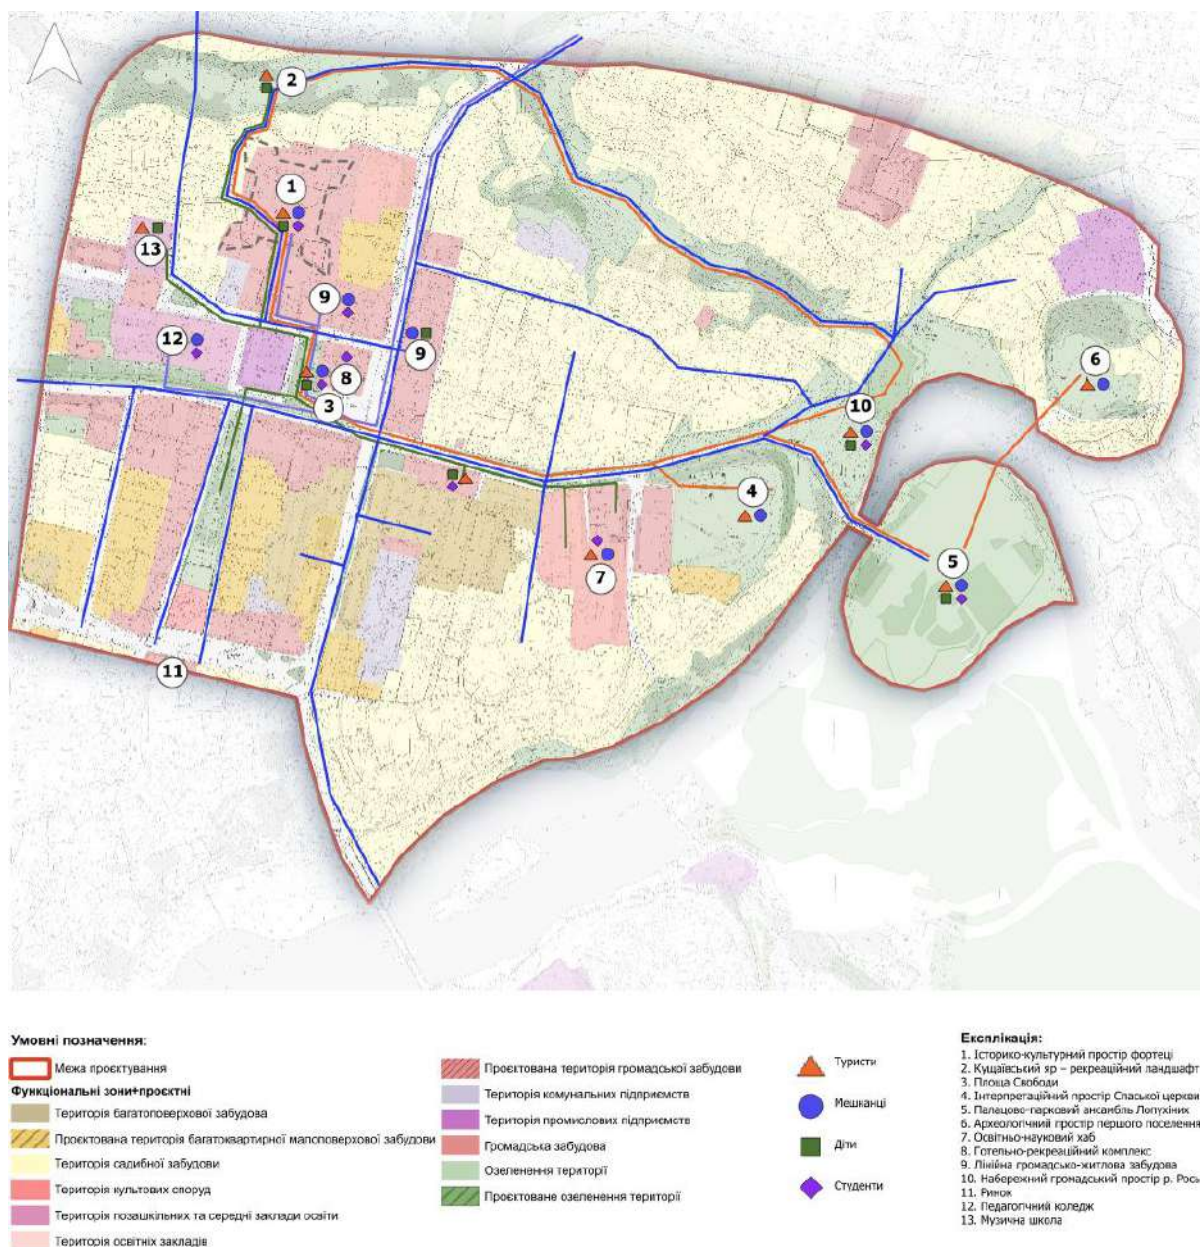 2
1
13
9
12
9
8
3
10
6
4
5
7
11
Умовні позначення:
Межа проєктування
Функціональні зони+проєктні
Територія багатоповерхової забудова
Проєктована територія багатоквартирної малоповерхової забудови
Територія садибної забудови
Територія культових споруд
Територія позашкільних та середні заклади освіти
Територія освітніх закладів
Проєктована територія громадської забудови
Територія комунальних підприємств
Територія промислових підприємств
Громадська забудова
Озеленення території
Проєктоване озеленення території
Туристи
Мешканці
Діти
Студенти
Експлікація:
1. Історико-культурний простір фортеці
2. Кущаївський яр – рекреаційний ландшафт
3. Площа Свободи
4. Інтерпретаційний простір Спаської церкви
5. Палацово-парковий ансамбль Лопухіних
6. Археологічний простір першого поселення
7. Освітньо-науковий хаб
8. Готельно-рекреаційний комплекс
9. Лінійна громадсько-житлова забудова
10. Набережний громадський простір р. Рось
11. Ринок
12. Педагогічний коледж
13. Музична школа